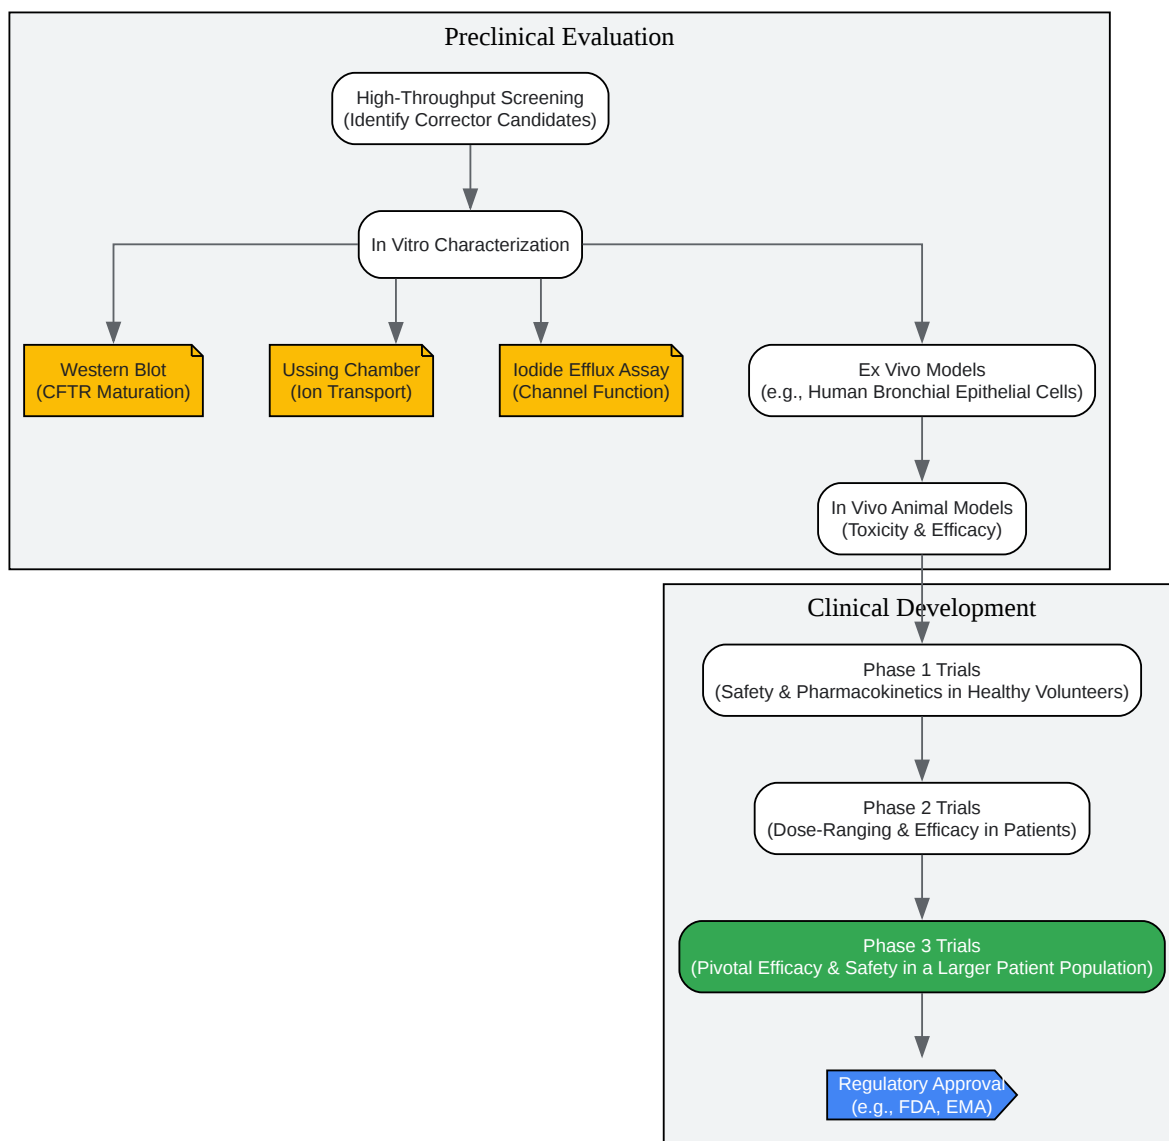 Preclinical Evaluation
High-Throughput Screening
(Identify Corrector Candidates)
In Vitro Characterization
Western Blot
(CFTR Maturation)
Ussing Chamber
(Ion Transport)
Iodide Efflux Assay
(Channel Function)
Ex Vivo Models
(e.g., Human Bronchial Epithelial Cells)
In Vivo Animal Models
(Toxicity & Efficacy)
Clinical Development
Phase 1 Trials
(Safety & Pharmacokinetics in Healthy Volunteers)
Phase 2 Trials
(Dose-Ranging & Efficacy in Patients)
Phase 3 Trials
(Pivotal Efficacy & Safety in a Larger Patient Population)
Regulatory Approval
(e.g., FDA, EMA)